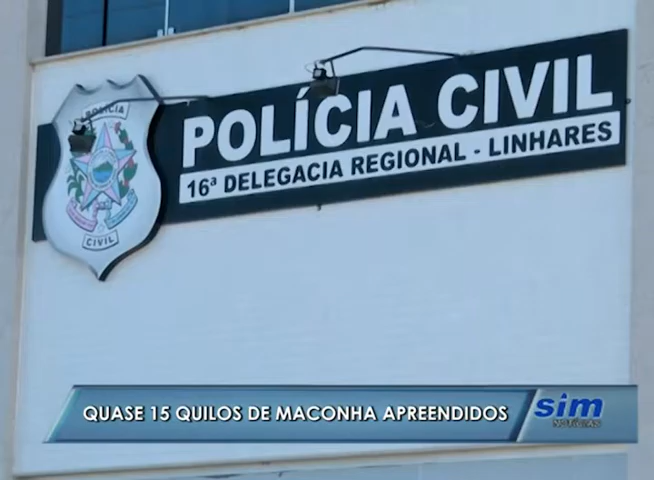 POLÍCIA
CIVIL
POLÍCIA CIVIL
16ª DELEGACIA REGIONAL - LINHARES
QUASE 15 QUILOS DE MACONHA APREENDIDOS
sim
NOTÍCIAS